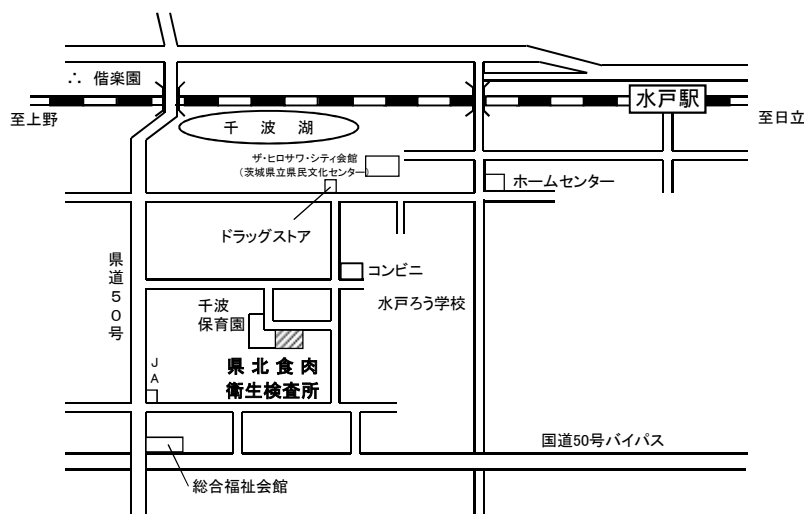 ∴ 偕楽園
至上野
水戸駅
至日立
千 波 湖
ザ・ヒロサワ・シティ会館
(茨城県立県民文化センター)
ホームセンター
ドラッグストア
県道50号
コンビニ
千波
保育園
水戸ろう学校
県北食肉
衛生検査所
JA
国道50号バイパス
総合福祉会館